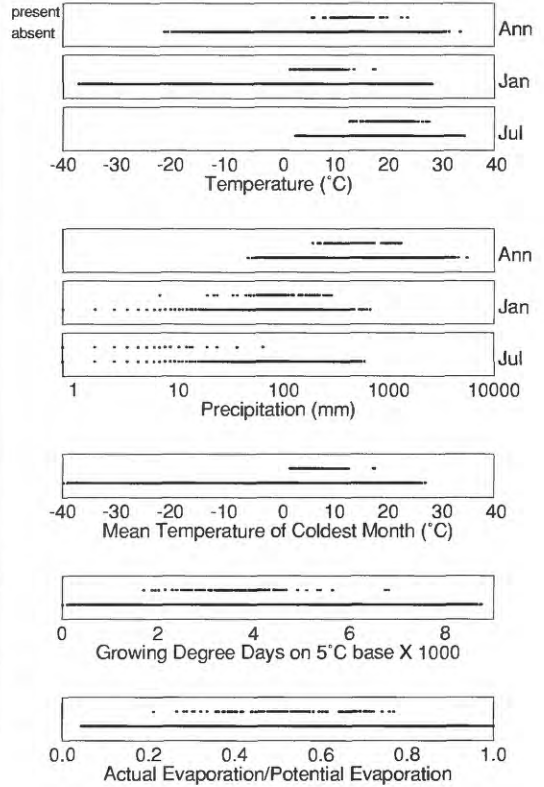 present
absent
Ann
Jan
Jul
-40 -30 -20 -10 0 10 20 30 40
Temperature (°C)
Ann
Jan
Jul
1 10 100 1000 10000
Precipitation (mm)
-40 -30 -20 -10 0 10 20 30 40
Mean Temperature of Coldest Month (°C)
0 2 4 6 8
Growing Degree Days on 5°C base X 1000
0.0 0.2 0.4 0.6 0.8 1.0
Actual Evaporation/Potential Evaporation